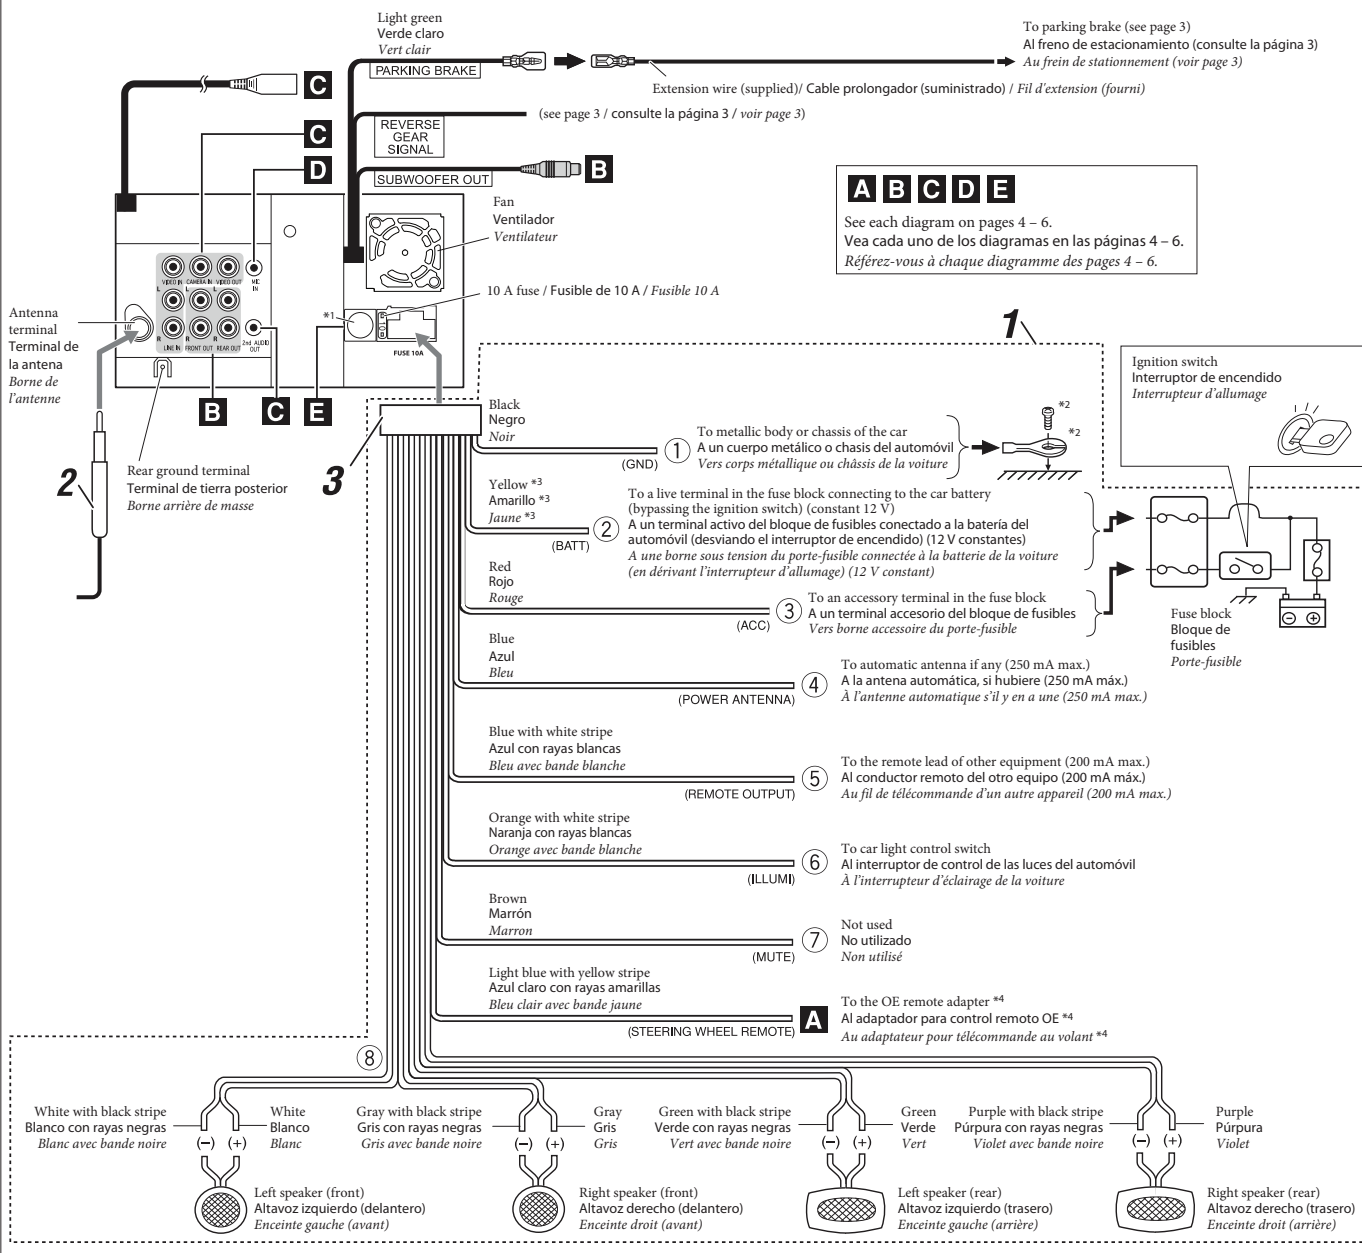 Light green
Verde claro
Vert clair
PARKING BRAKE
To parking brake (see page 3)
Al freno de estacionamiento (consulte la página 3)
Au frein de stationnement (voir page 3)
Extension wire (supplied)/ Cable prolongador (suministrado) / Fil d'extension (fourni)
C
C
D
REVERSE
GEAR
SIGNAL
(see page 3 / consulte la página 3 / voir page 3)
SUBWOOFER OUT
B
A B C D E
See each diagram on pages 4 – 6.
Vea cada uno de los diagramas en las páginas 4 – 6.
Référez-vous à chaque diagramme des pages 4 – 6.
Fan
Ventilador
Ventilateur
VIDEO IN CAMERA IN VIDEO OUT
MIC
IN
L L L
R R R
LINE IN FRONT OUT REAR OUT
2nd AUDIO
OUT
*1
10
FUSE 10A
10 A fuse / Fusible de 10 A / Fusible 10 A
Antenna
terminal
Terminal de
la antena
Borne de
l'antenne
B
C
E
Rear ground terminal
Terminal de tierra posterior
Borne arrière de masse
1
2
3
Ignition switch
Interruptor de encendido
Interrupteur d'allumage
Black
Negro
Noir
(GND)
1
To metallic body or chassis of the car
A un cuerpo metálico o chasis del automóvil
Vers corps métallique ou châssis de la voiture
*2
*2
Yellow *3
Amarillo *3
Jaune *3
(BATT)
2
To a live terminal in the fuse block connecting to the car battery
(bypassing the ignition switch) (constant 12 V)
A un terminal activo del bloque de fusibles conectado a la batería del
automóvil (desviando el interruptor de encendido) (12 V constantes)
A une borne sous tension du porte-fusible connectée à la batterie de la voiture
(en dérivant l'interrupteur d'allumage) (12 V constant)
Red
Rojo
Rouge
(ACC)
3
To an accessory terminal in the fuse block
A un terminal accesorio del bloque de fusibles
Vers borne accessoire du porte-fusible
Fuse block
Bloque de
fusibles
Porte-fusible
Blue
Azul
Bleu
(POWER ANTENNA)
4
To automatic antenna if any (250 mA max.)
A la antena automática, si hubiere (250 mA máx.)
À l'antenne automatique s'il y en a une (250 mA max.)
Blue with white stripe
Azul con rayas blancas
Bleu avec bande blanche
(REMOTE OUTPUT)
5
To the remote lead of other equipment (200 mA max.)
Al conductor remoto del otro equipo (200 mA máx.)
Au fil de télécommande d'un autre appareil (200 mA max.)
Orange with white stripe
Naranja con rayas blancas
Orange avec bande blanche
(ILLUMI)
6
To car light control switch
Al interruptor de control de las luces del automóvil
À l'interrupteur d'éclairage de la voiture
Brown
Marrón
Marron
(MUTE)
7
Not used
No utilizado
Non utilisé
Light blue with yellow stripe
Azul claro con rayas amarillas
Bleu clair avec bande jaune
(STEERING WHEEL REMOTE)
A
To the OE remote adapter *4
Al adaptador para control remoto OE *4
Au adaptateur pour télécommande au volant *4
8
White with black stripe
Blanco con rayas negras
Blanc avec bande noire
(–) (+)
White
Blanco
Blanc
Gray with black stripe
Gris con rayas negras
Gris avec bande noire
(–) (+)
Gray
Gris
Gris
Green with black stripe
Verde con rayas negras
Vert avec bande noire
(–) (+)
Green
Verde
Vert
Purple with black stripe
Púrpura con rayas negras
Violet avec bande noire
(–) (+)
Purple
Púrpura
Violet
Left speaker (front)
Altavoz izquierdo (delantero)
Enceinte gauche (avant)
Right speaker (front)
Altavoz derecho (delantero)
Enceinte droit (avant)
Left speaker (rear)
Altavoz izquierdo (trasero)
Enceinte gauche (arrière)
Right speaker (rear)
Altavoz derecho (trasero)
Enceinte droit (arrière)